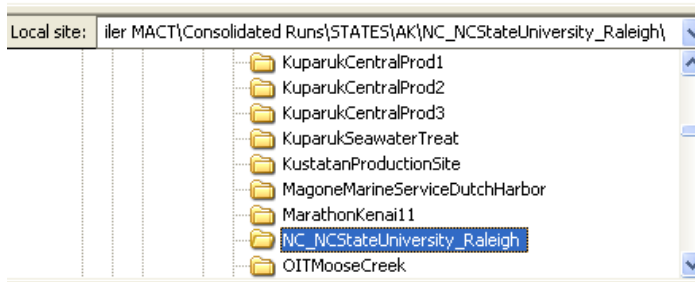 Local site: iler MACT\Consolidated Runs\STATES\AK\NC_NCStateUniversity_Raleigh\
KuparukCentralProd1
KuparukCentralProd2
KuparukCentralProd3
KuparukSeawaterTreat
KustatanProductionSite
MagoneMarineServiceDutchHarbor
MarathonKenai11
NC_NCStateUniversity_Raleigh
OITMooseCreek